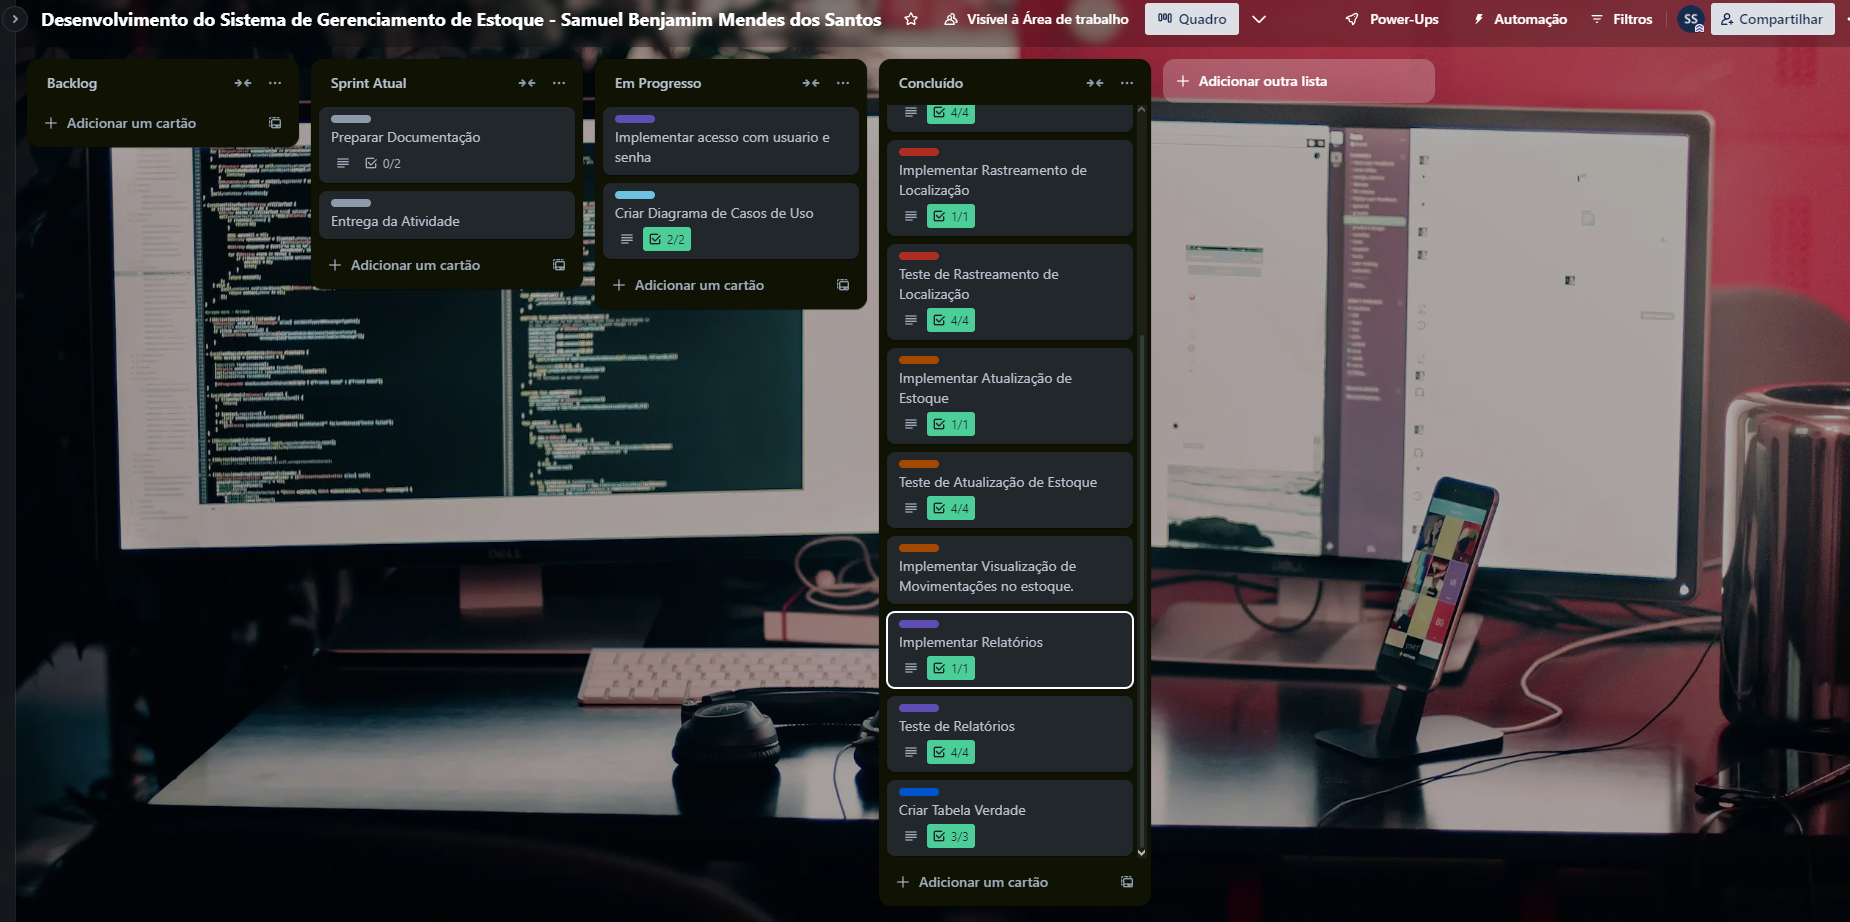 Desenvolvimento do Sistema de Gerenciamento de Estoque - Samuel Benjamim Mendes dos Santos
Visível à Área de trabalho
Quadro
Power-Ups
Automação
Filtros
SS
Compartilhar
Backlog
Adicionar um cartão
Sprint Atual
Preparar Documentação
0/2
Entrega da Atividade
Adicionar um cartão
Em Progresso
Implementar acesso com usuario e
senha
Criar Diagrama de Casos de Uso
2/2
Adicionar um cartão
Concluído
4/4
Implementar Rastreamento de
Localização
1/1
Teste de Rastreamento de
Localização
4/4
Implementar Atualização de
Estoque
1/1
Teste de Atualização de Estoque
4/4
Implementar Visualização de
Movimentações no estoque.
Implementar Relatórios
1/1
Teste de Relatórios
4/4
Criar Tabela Verdade
3/3
Adicionar um cartão
Adicionar outra lista
DELL